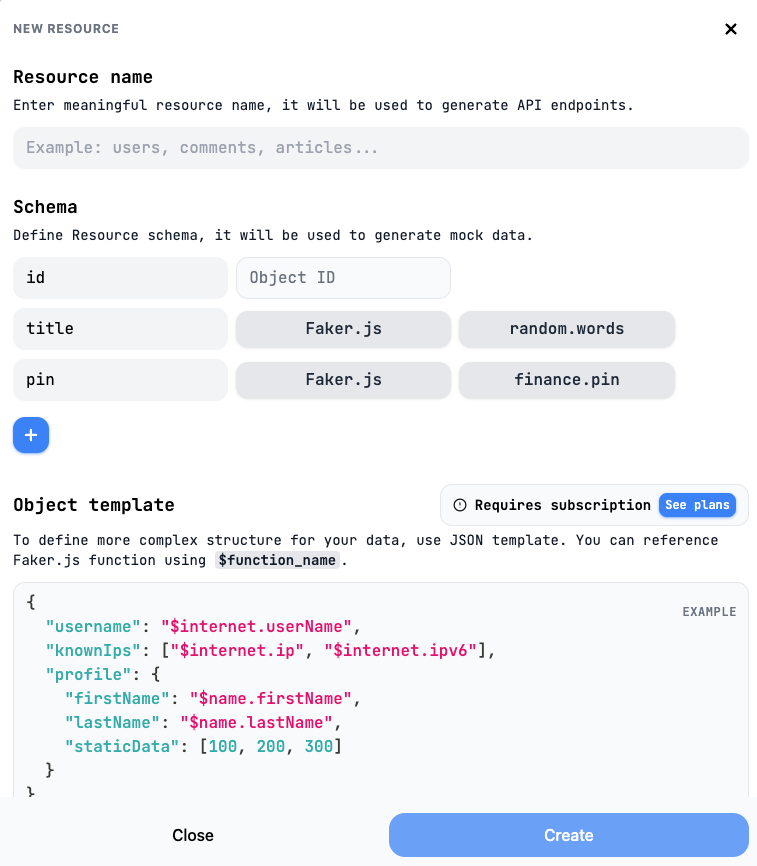 NEW RESOURCE
Resource name
Enter meaningful resource name, it will be used to generate API endpoints.
Example: users, comments, articles...
Schema
Define Resource schema, it will be used to generate mock data.
id Object ID
title Faker.js random.words
pin Faker.js finance.pin
Object template Requires subscription See plans
To define more complex structure for your data, use JSON template. You can reference
Faker.js function using $function_name.
EXAMPLE
{
  "username": "$internet.userName",
  "knownIps": ["$internet.ip", "$internet.ipv6"],
  "profile": {
    "firstName": "$name.firstName",
    "lastName": "$name.lastName",
    "staticData": [100, 200, 300]
  }
}
Close Create